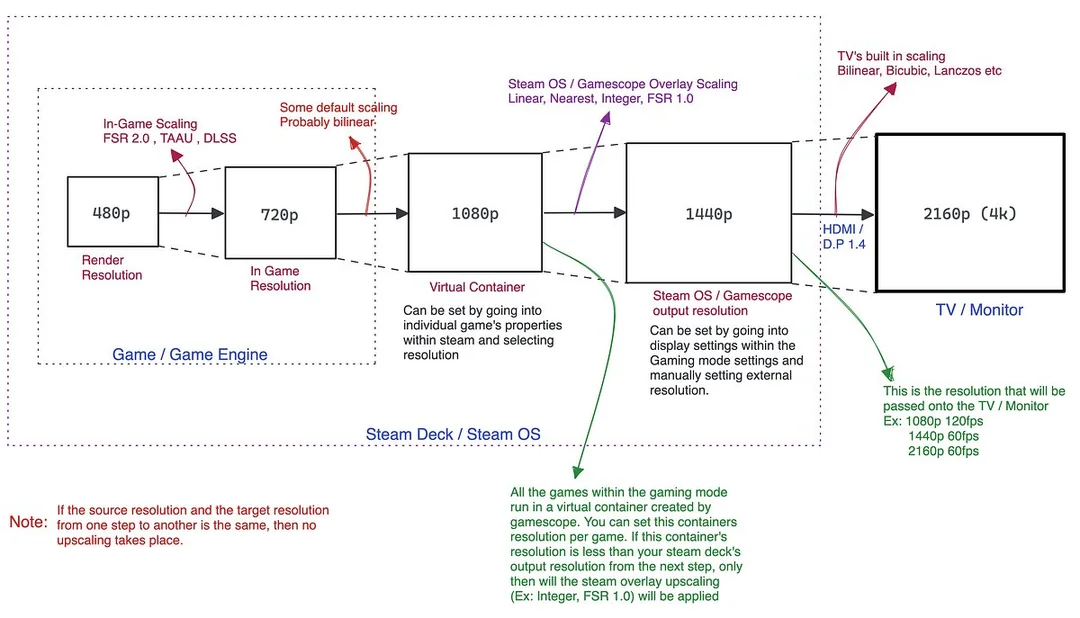 TV's built in scaling
Bilinear, Bicubic, Lanczos etc
Steam OS / Gamescope Overlay Scaling
Linear, Nearest, Integer, FSR 1.0
Some default scaling
Probably bilinear
In-Game Scaling
FSR 2.0 , TAAU , DLSS
480p
720p
1080p
1440p
2160p (4k)
HDMI /
D.P 1.4
Render
Resolution
In Game
Resolution
Virtual Container
Can be set by going into
individual game's properties
within steam and selecting
resolution
Steam OS / Gamescope
output resolution
Can be set by going into
display settings within the
Gaming mode settings and
manually setting external
resolution.
TV / Monitor
Game / Game Engine
Steam Deck / Steam OS
This is the resolution that will be
passed onto the TV / Monitor
Ex: 1080p 120fps
1440p 60fps
2160p 60fps
Note:
If the source resolution and the target resolution
from one step to another is the same, then no
upscaling takes place.
All the games within the gaming mode
run in a virtual container created by
gamescope. You can set this containers
resolution per game. If this container's
resolution is less than your steam deck's
output resolution from the next step, only
then will the steam overlay upscaling
(Ex: Integer, FSR 1.0) will be applied